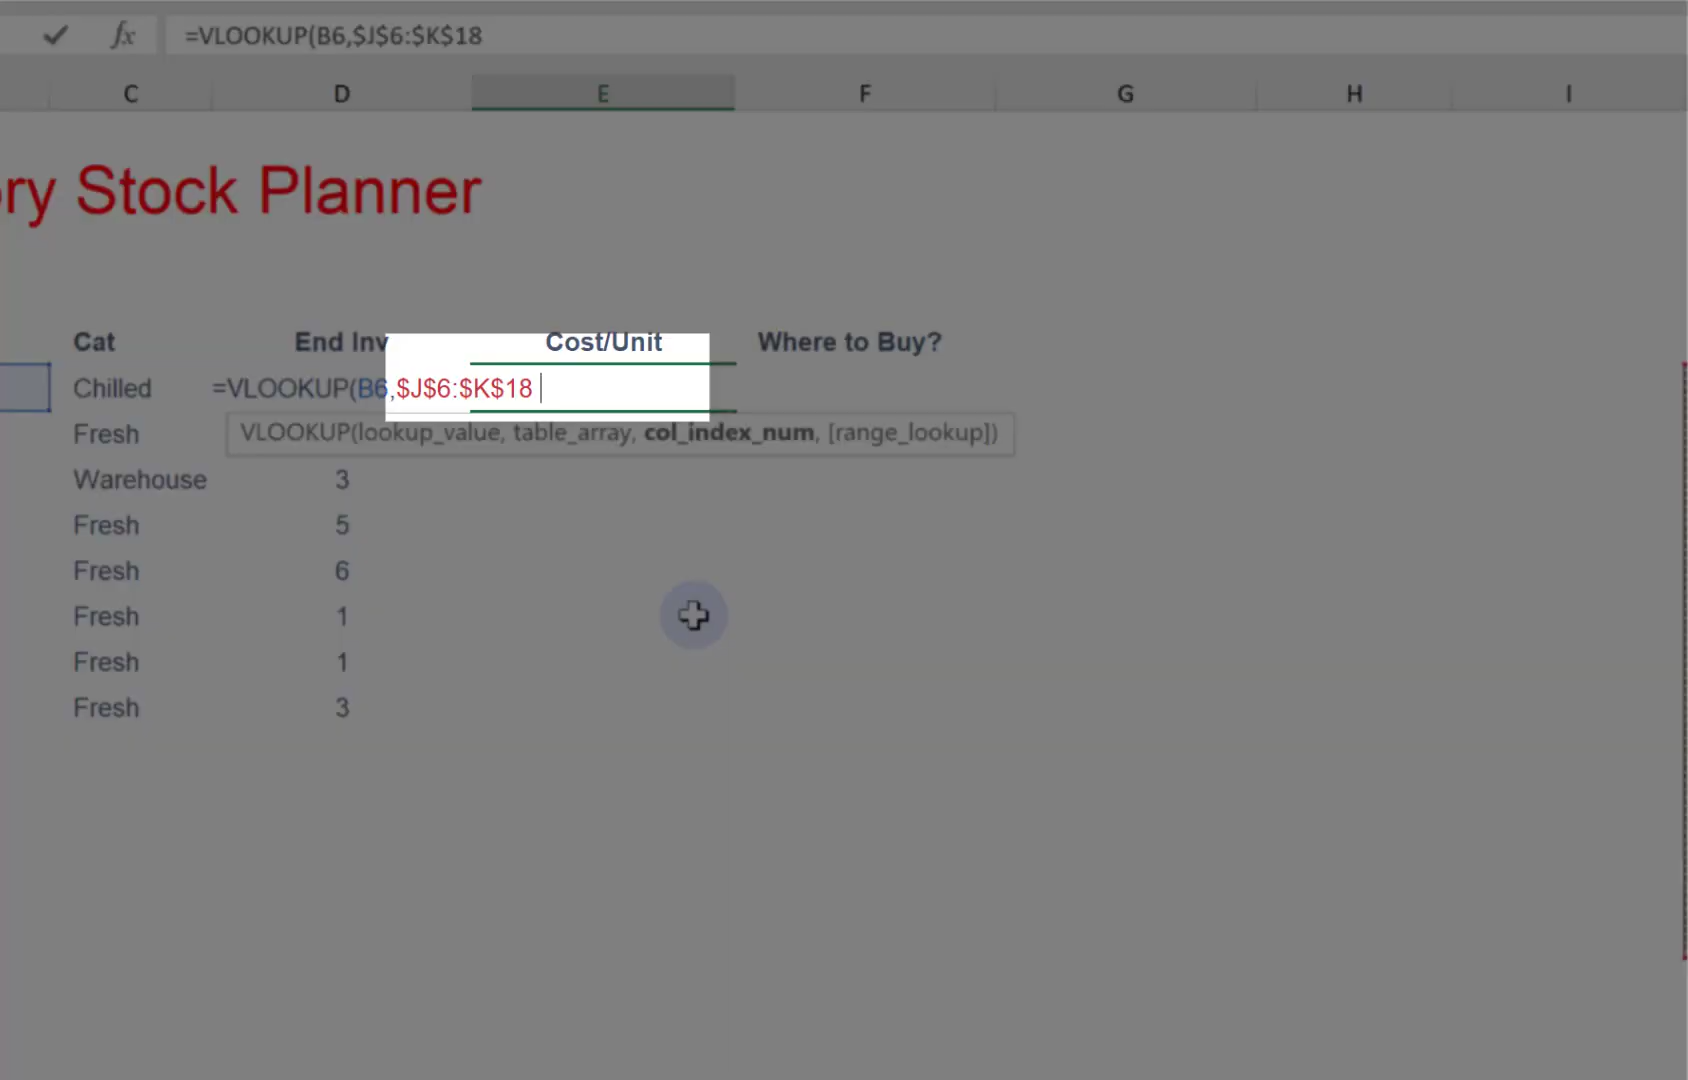 fx =VLOOKUP(B6,$J$6:$K$18
C D E F G H I
ry Stock Planner
Cat End Inv Cost/Unit Where to Buy?
Chilled =VLOOKUP(B6,$J$6:$K$18
Fresh VLOOKUP(lookup_value, table_array, col_index_num, [range_lookup])
Warehouse 3
Fresh 5
Fresh 6
Fresh 1
Fresh 1
Fresh 3